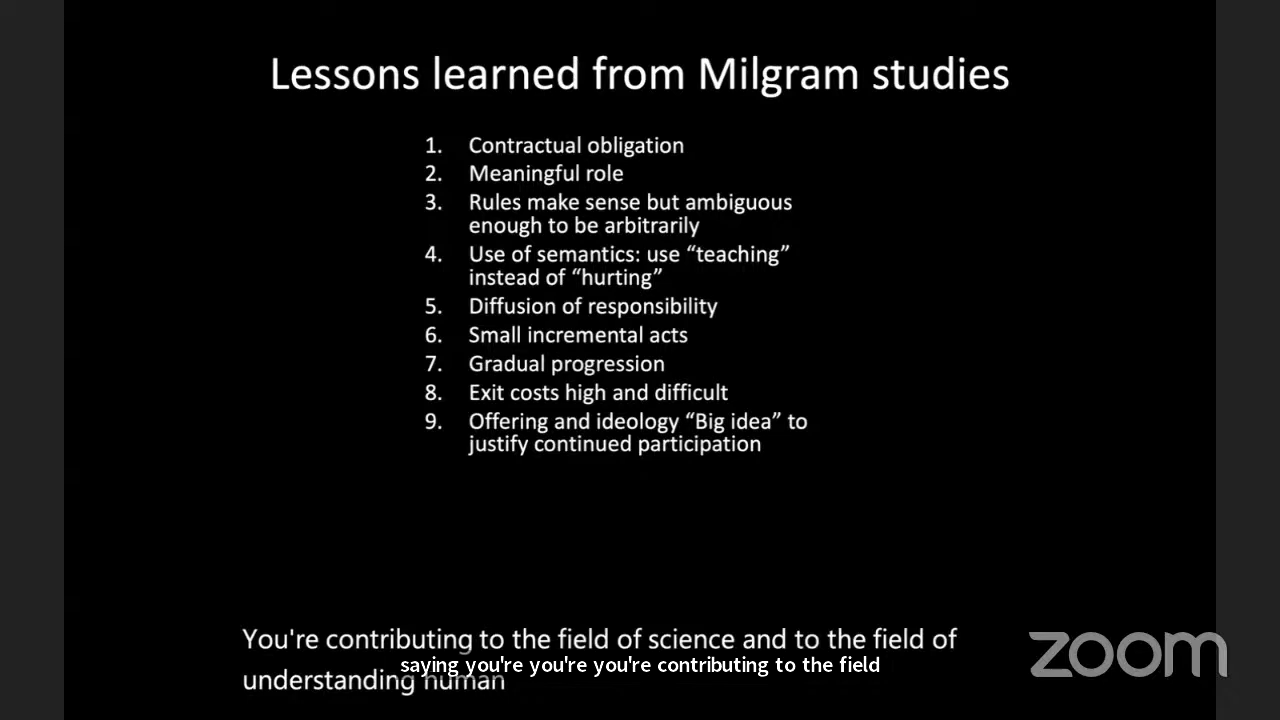 Lessons learned from Milgram studies
1. Contractual obligation
2. Meaningful role
3. Rules make sense but ambiguous
enough to be arbitrarily
4. Use of semantics: use “teaching”
instead of “hurting”
5. Diffusion of responsibility
6. Small incremental acts
7. Gradual progression
8. Exit costs high and difficult
9. Offering and ideology “Big idea” to
justify continued participation
You're contributing to the field of science and to the field of
saying you're you're you're contributing to the field
understanding human
zoom